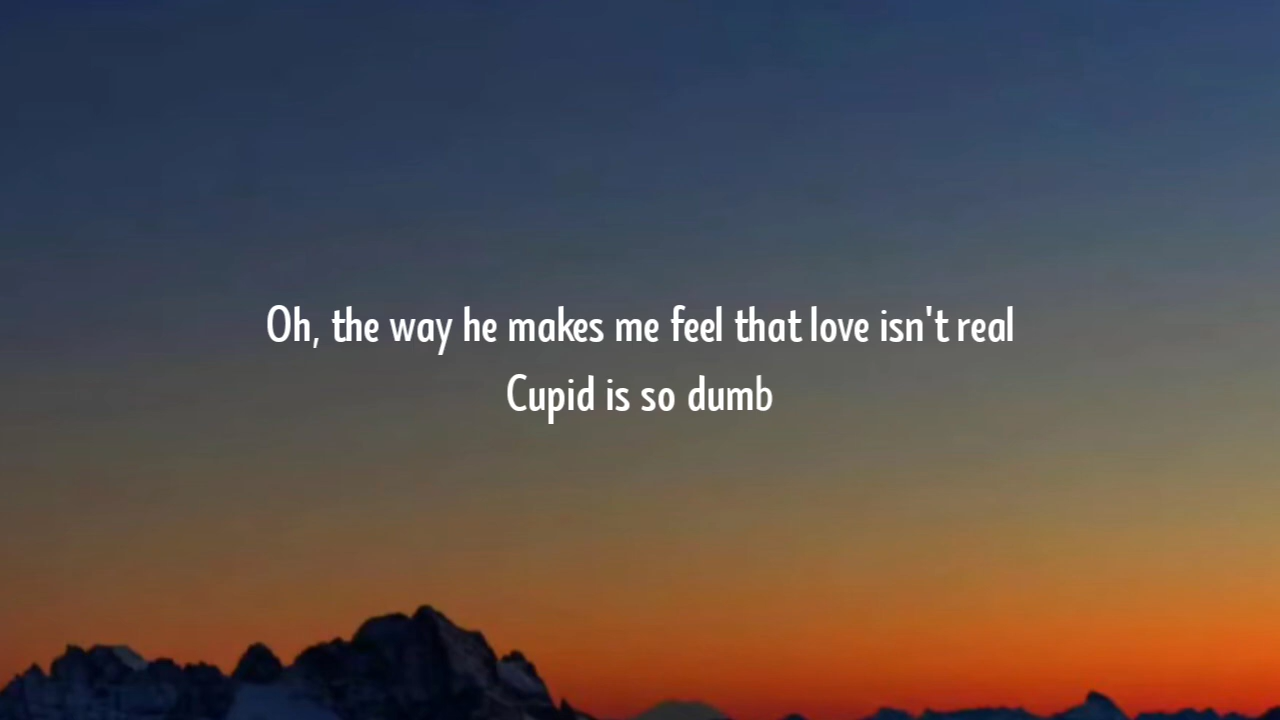 Oh, the way he makes me feel that love isn't real
Cupid is so dumb